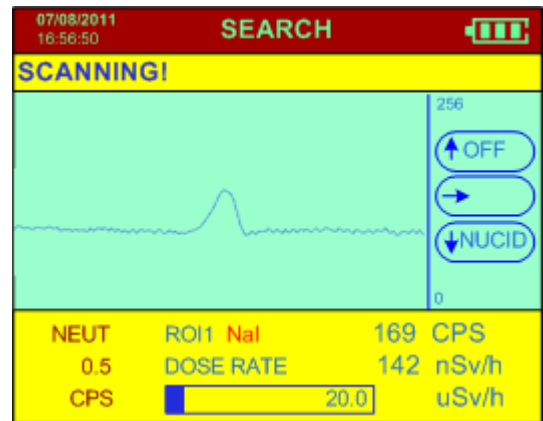 07/08/2011
16:56:50
SEARCH
SCANNING!
256
OFF
NUCID
0
NEUT ROI1 NaI 169 CPS
0.5 DOSE RATE 142 nSv/h
CPS 20.0 uSv/h